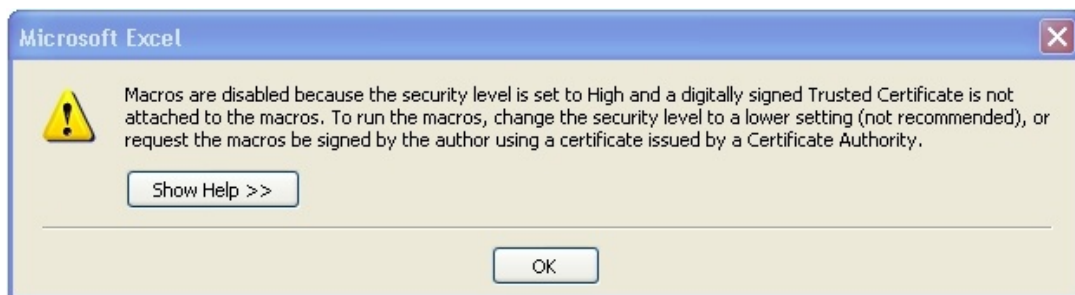 Microsoft Excel
Macros are disabled because the security level is set to High and a digitally signed Trusted Certificate is not
attached to the macros. To run the macros, change the security level to a lower setting (not recommended), or
request the macros be signed by the author using a certificate issued by a Certificate Authority.
Show Help >>
OK